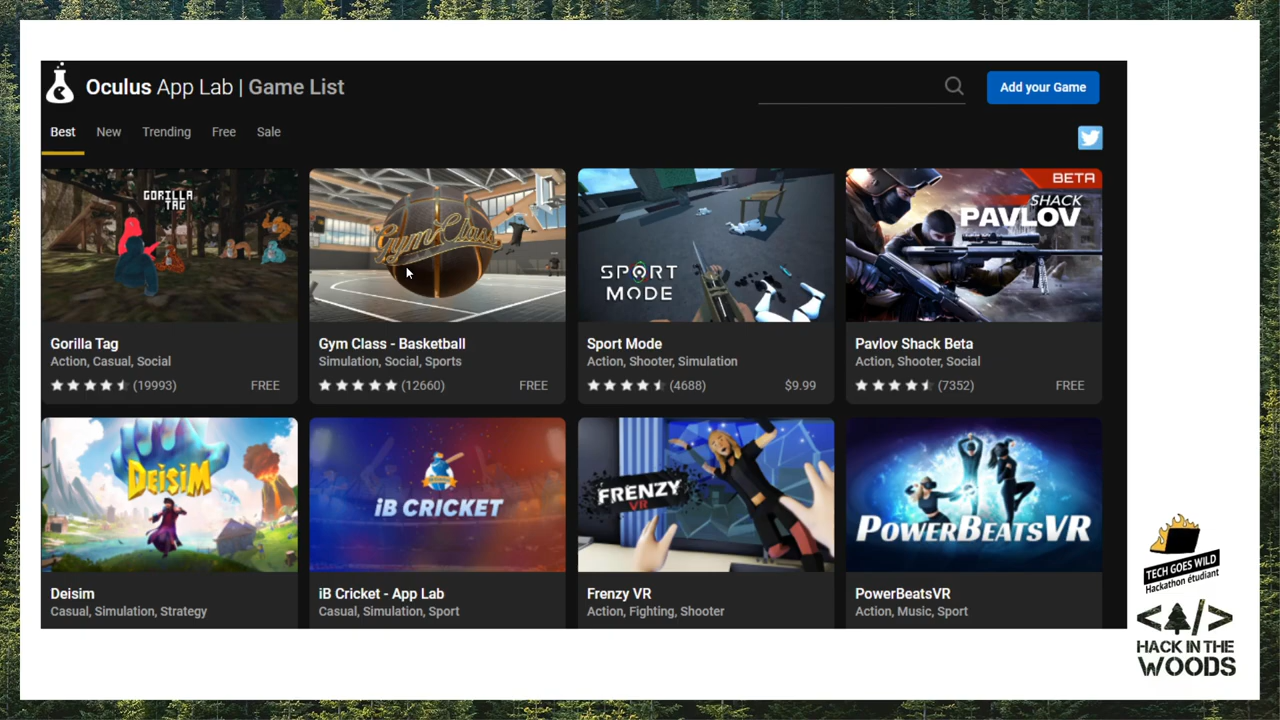 Oculus App Lab | Game List
Add your Game
Best New Trending Free Sale
GORILLA
TAG
Gym Class
SPORT
MODE
BETA
SHACK
PAVLOV
Gorilla Tag
Action, Casual, Social
(19993) FREE
Gym Class - Basketball
Simulation, Social, Sports
(12660) FREE
Sport Mode
Action, Shooter, Simulation
(4688) $9.99
Pavlov Shack Beta
Action, Shooter, Social
(7352) FREE
DEISIM
iB CRICKET
FRENZY
VR
POWERBEATSVR
Deisim
Casual, Simulation, Strategy
iB Cricket - App Lab
Casual, Simulation, Sport
Frenzy VR
Action, Fighting, Shooter
PowerBeatsVR
Action, Music, Sport
TECH GOES WILD
Hackathon étudiant
HACK IN THE
WOODS